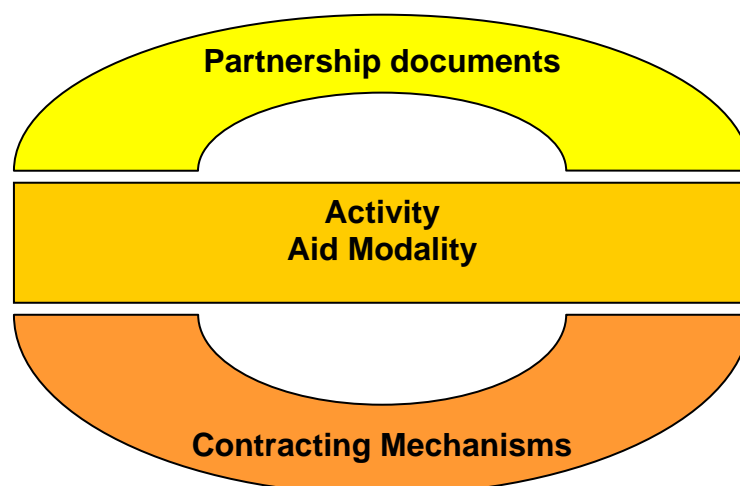 Partnership documents
Activity
Aid Modality
Contracting Mechanisms